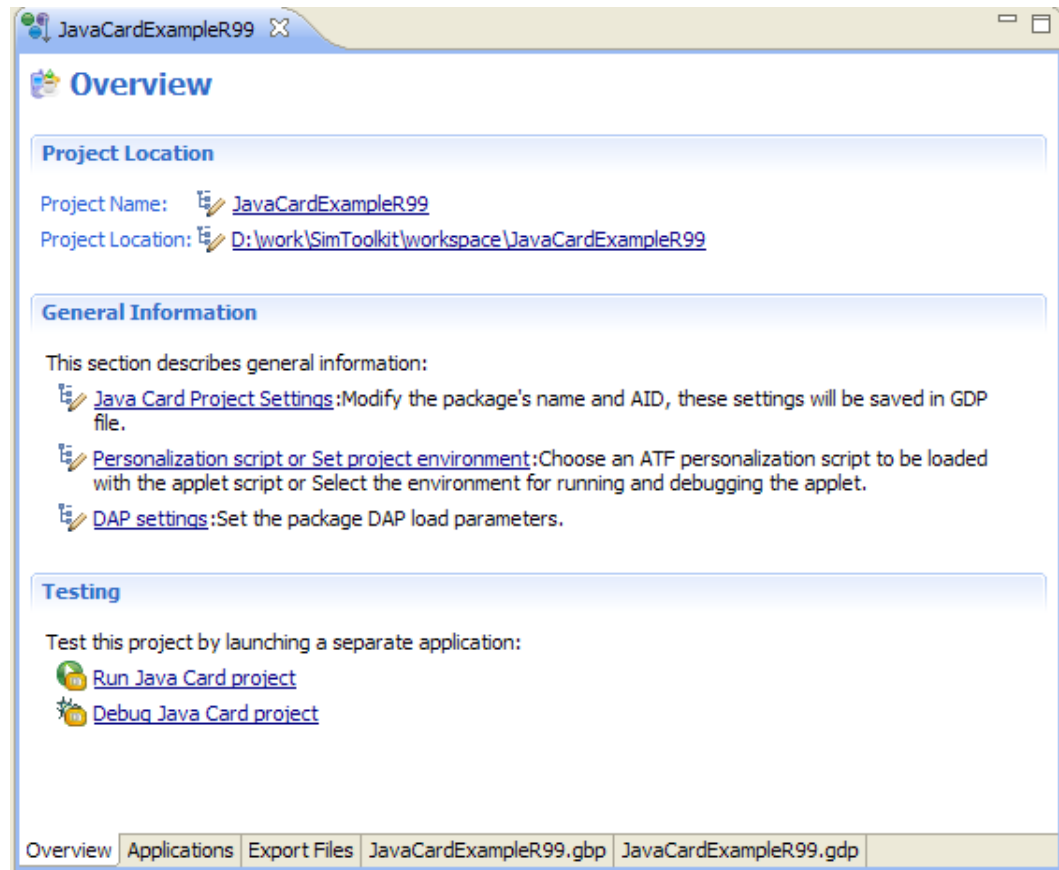 JavaCardExampleR99
Overview
Project Location
Project Name: JavaCardExampleR99
Project Location: D:\work\SimToolkit\workspace\JavaCardExampleR99
General Information
This section describes general information:
Java Card Project Settings:Modify the package's name and AID, these settings will be saved in GDP
file.
Personalization script or Set project environment:Choose an ATF personalization script to be loaded
with the applet script or Select the environment for running and debugging the applet.
DAP settings:Set the package DAP load parameters.
Testing
Test this project by launching a separate application:
Run Java Card project
Debug Java Card project
Overview Applications Export Files JavaCardExampleR99.gbp JavaCardExampleR99.gdp